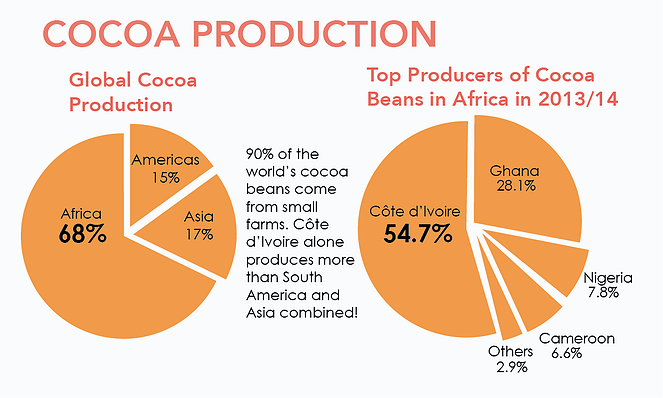 COCOA PRODUCTION
Global Cocoa
Production
Americas
15%
Africa
68%
Asia
17%
90% of the
world's cocoa
beans come
from small
farms. Côte
d'Ivoire alone
produces more
than South
America and
Asia combined!
Top Producers of Cocoa
Beans in Africa in 2013/14
Ghana
28.1%
Côte d'Ivoire
54.7%
Nigeria
7.8%
Cameroon
6.6%
Others
2.9%